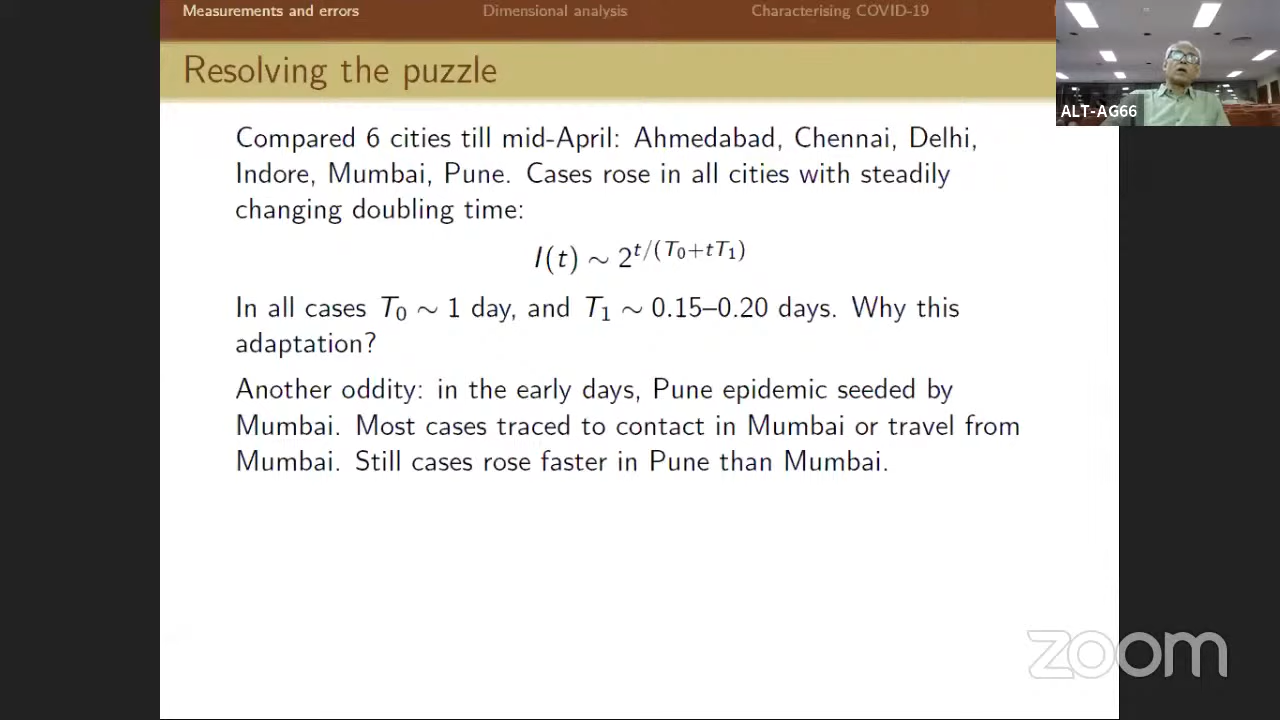 Measurements and errors Dimensional analysis Characterising COVID-19
Resolving the puzzle
ALT-AG66
Compared 6 cities till mid-April: Ahmedabad, Chennai, Delhi,
Indore, Mumbai, Pune. Cases rose in all cities with steadily
changing doubling time:
I(t) ∼ 2^{t/(T₀+tT₁)}
In all cases T₀ ∼ 1 day, and T₁ ∼ 0.15–0.20 days. Why this
adaptation?
Another oddity: in the early days, Pune epidemic seeded by
Mumbai. Most cases traced to contact in Mumbai or travel from
Mumbai. Still cases rose faster in Pune than Mumbai.
zoom